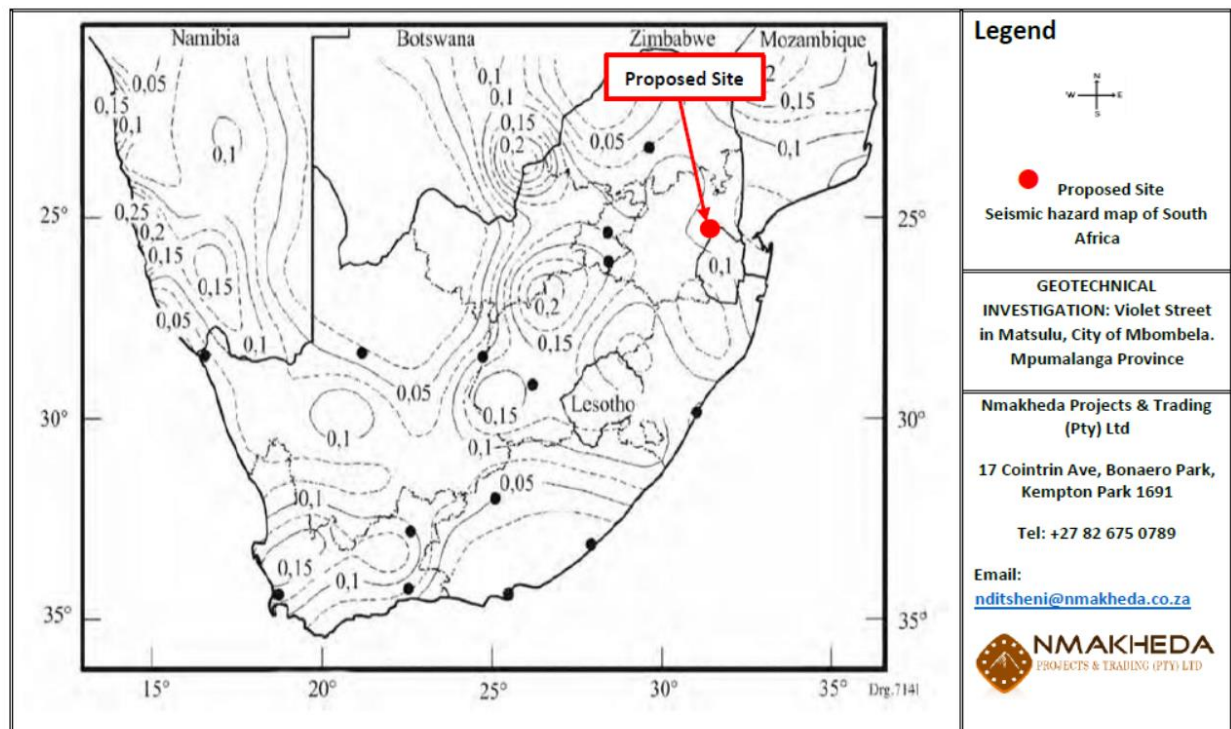 Namibia
Botswana
Zimbabwe
Mozambique
Proposed Site
0,05
0,15
0,1
0,1
0,1
0,1
0,15
0,2
0,05
0,15
0,1
25°
25°
0,25
0,2
0,15
0,15
0,05
0,1
0,1
0,2
0,15
0,05
0,15
0,1
Lesotho
30°
30°
0,1
0,05
0,1
0,15
0,1
35°
35°
15°
20°
25°
30°
35°
Drg.714l
Legend
N
W
E
S
Proposed Site
Seismic hazard map of South
Africa
GEOTECHNICAL
INVESTIGATION: Violet Street
in Matsulu, City of Mbombela.
Mpumalanga Province
Nmakheda Projects & Trading
(Pty) Ltd
17 Cointrin Ave, Bonaero Park,
Kempton Park 1691
Tel: +27 82 675 0789
Email:
nditsheni@nmakheda.co.za
NMAKHEDA
PROJECTS & TRADING (PTY) LTD